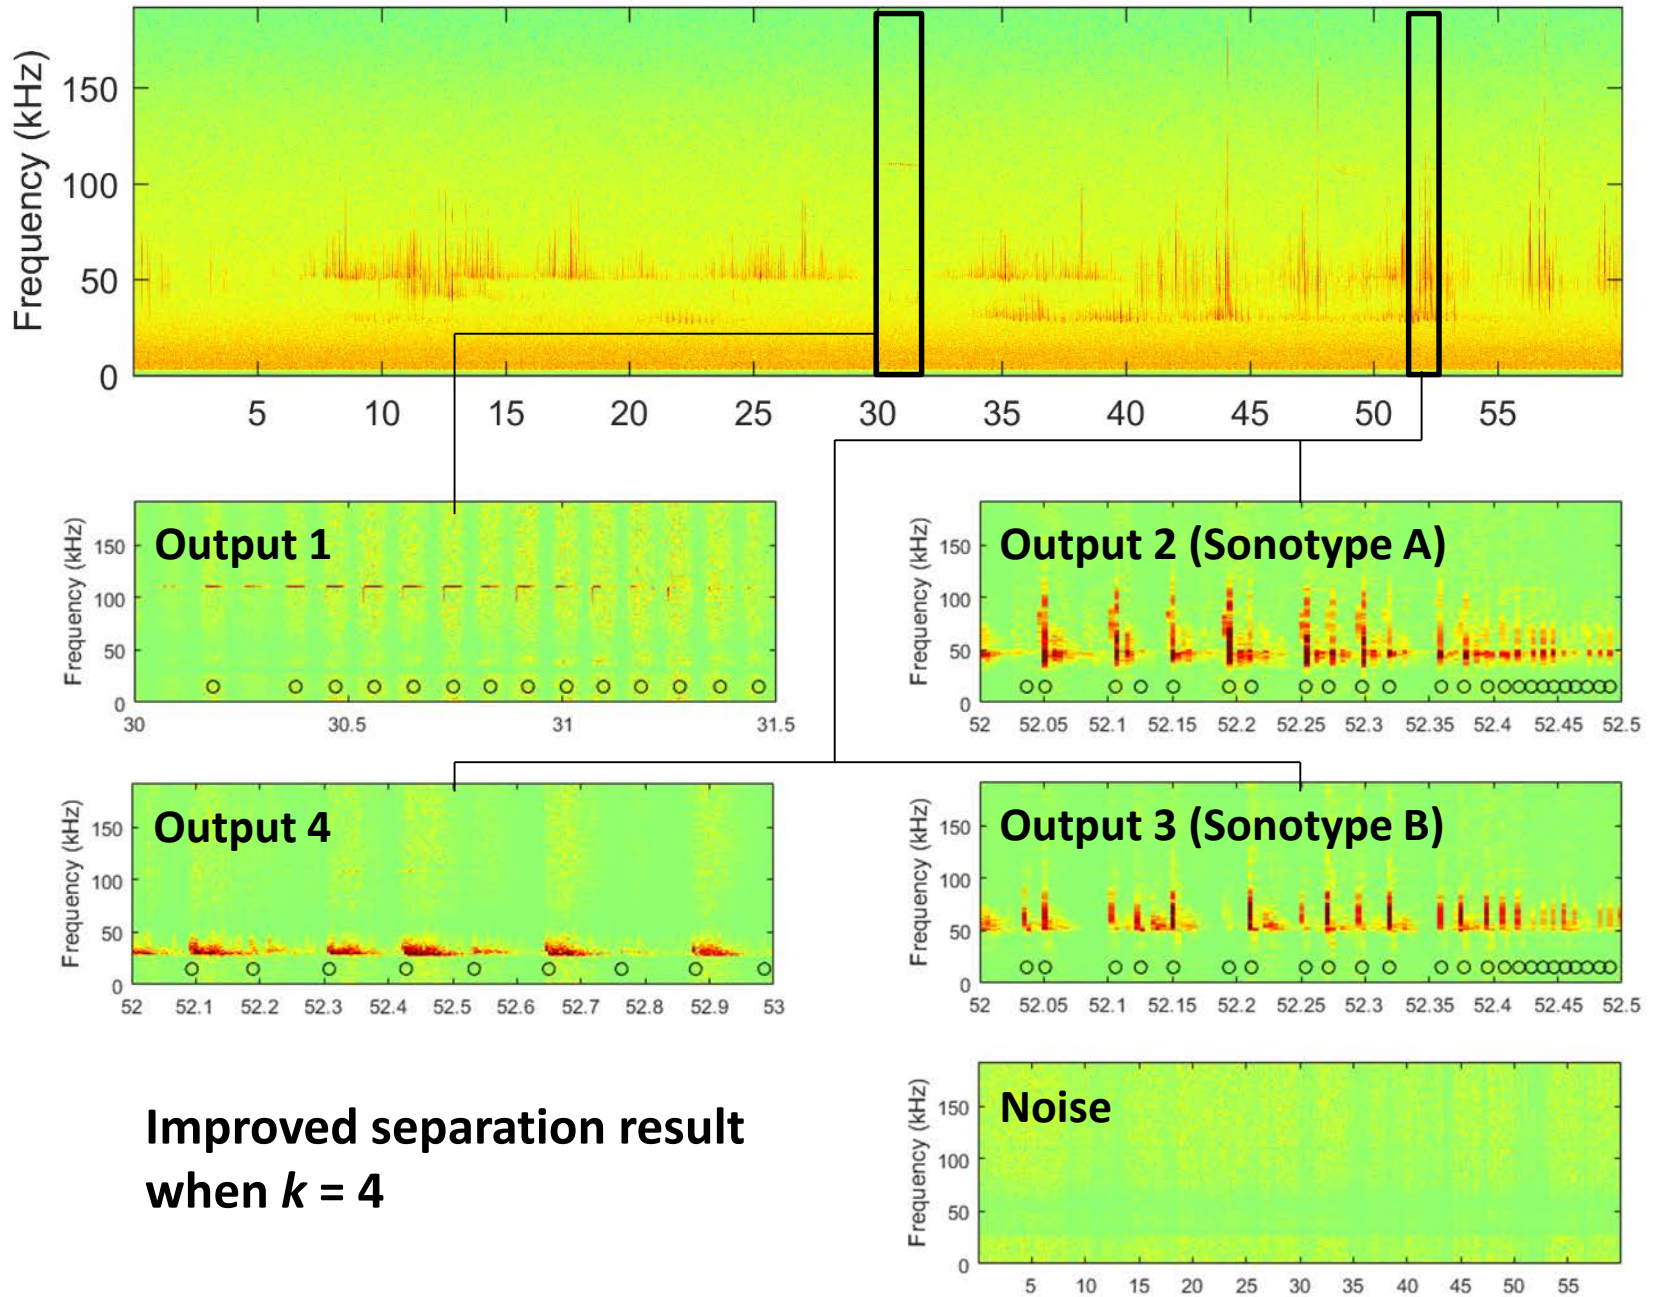 Frequency (kHz)
150
100
50
0
5 10 15 20 25 30 35 40 45 50 55
Output 1
Frequency (kHz)
150
100
50
0
30 30.5 31 31.5
Output 2 (Sonotype A)
Frequency (kHz)
150
100
50
0
52 52.05 52.1 52.15 52.2 52.25 52.3 52.35 52.4 52.45 52.5
Output 4
Frequency (kHz)
150
100
50
0
52 52.1 52.2 52.3 52.4 52.5 52.6 52.7 52.8 52.9 53
Output 3 (Sonotype B)
Frequency (kHz)
150
100
50
0
52 52.05 52.1 52.15 52.2 52.25 52.3 52.35 52.4 52.45 52.5
Improved separation result
when k = 4
Noise
Frequency (kHz)
150
100
50
0
5 10 15 20 25 30 35 40 45 50 55